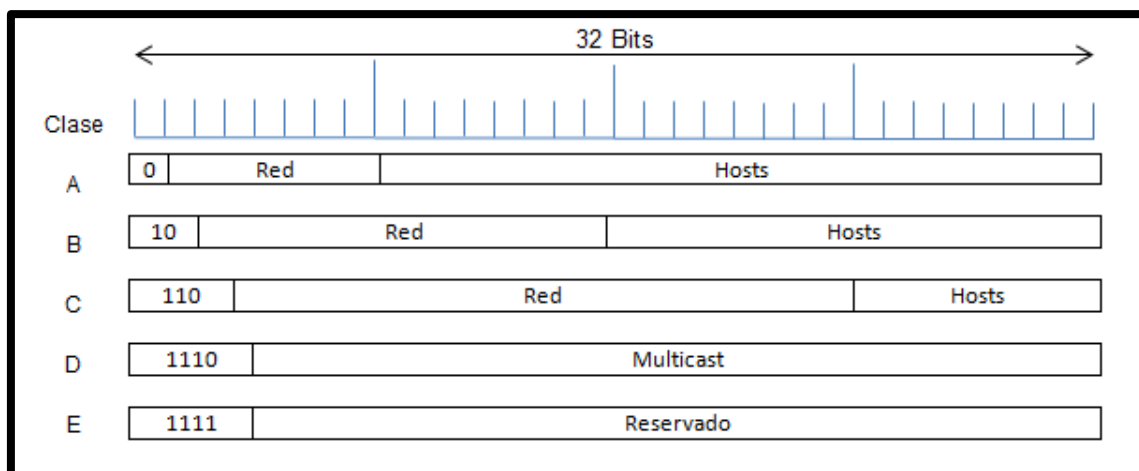 32 Bits
Clase
A 0 Red Hosts
B 10 Red Hosts
C 110 Red Hosts
D 1110 Multicast
E 1111 Reservado